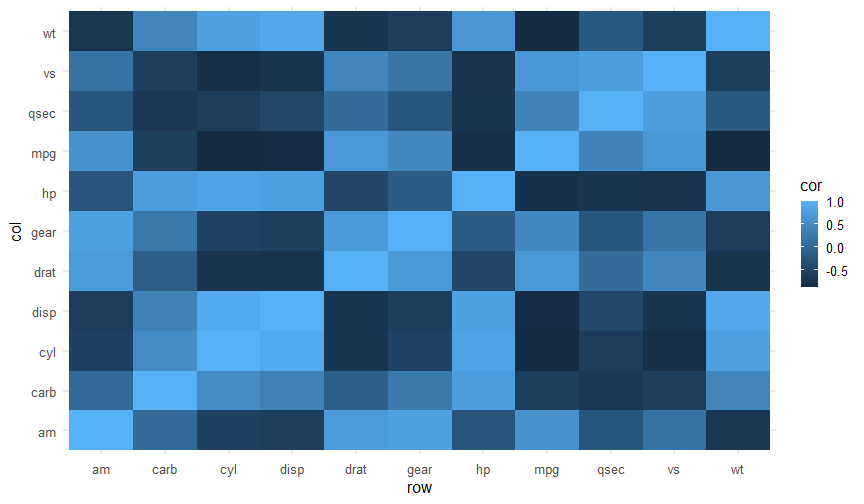 wt
vs
qsec
mpg
hp
gear
drat
disp
cyl
carb
am
col
am carb cyl disp drat gear hp mpg qsec vs wt
row
cor
1.0
0.5
0.0
-0.5